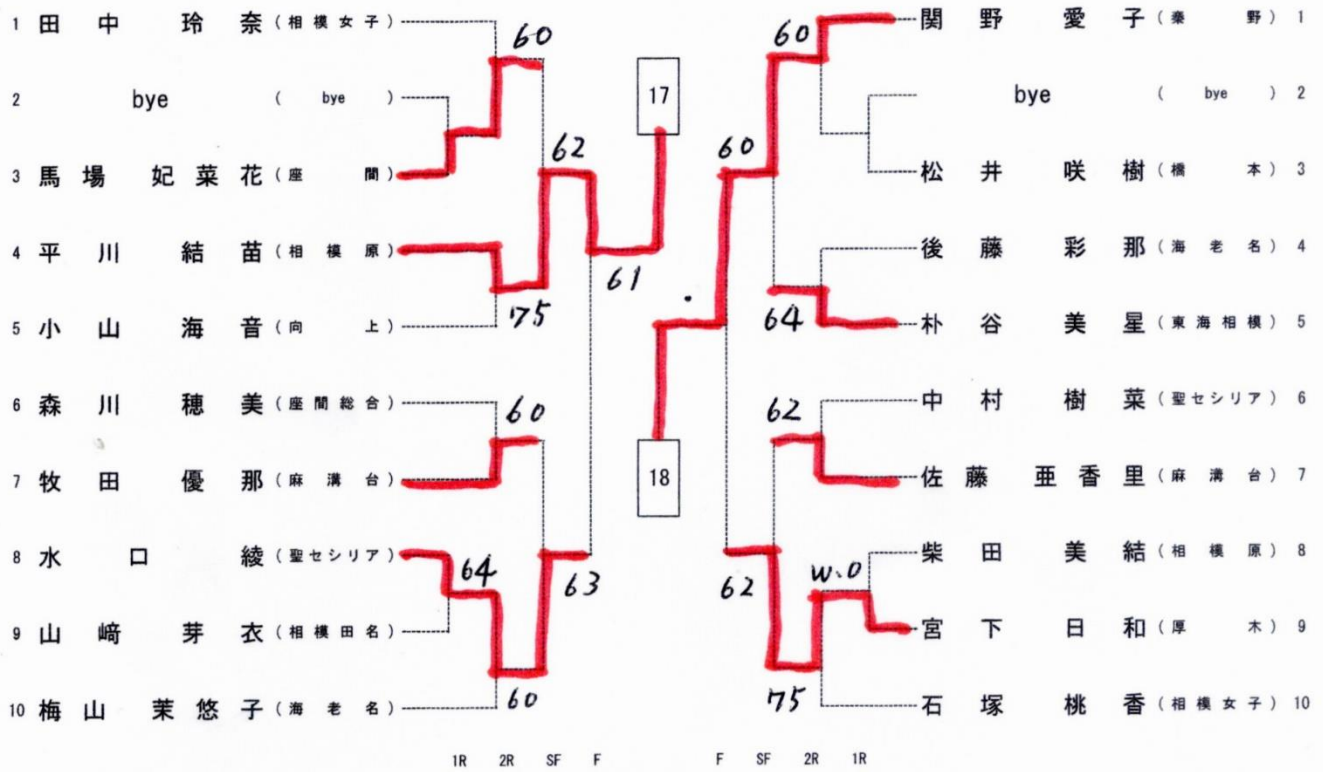 1 田中 玲奈 (相模女子)
2 bye (bye)
3 馬場 妃菜花 (座間)
4 平川 結苗 (相模原)
5 小山 海音 (向上)
6 森川 穂美 (座間総合)
7 牧田 優那 (麻溝台)
8 水口 綾 (聖セシリア)
9 山﨑 芽衣 (相模田名)
10 梅山 茉悠子 (海老名)
60
62
75
61
60
64
63
60
1R 2R SF F
17
18
関野 愛子 (秦野) 1
bye (bye) 2
松井 咲樹 (橋本) 3
後藤 彩那 (海老名) 4
朴谷 美星 (東海相模) 5
中村 樹菜 (聖セシリア) 6
佐藤 亜香里 (麻溝台) 7
柴田 美結 (相模原) 8
宮下 日和 (厚木) 9
石塚 桃香 (相模女子) 10
60
60
64
62
62
W.O
75
F SF 2R 1R